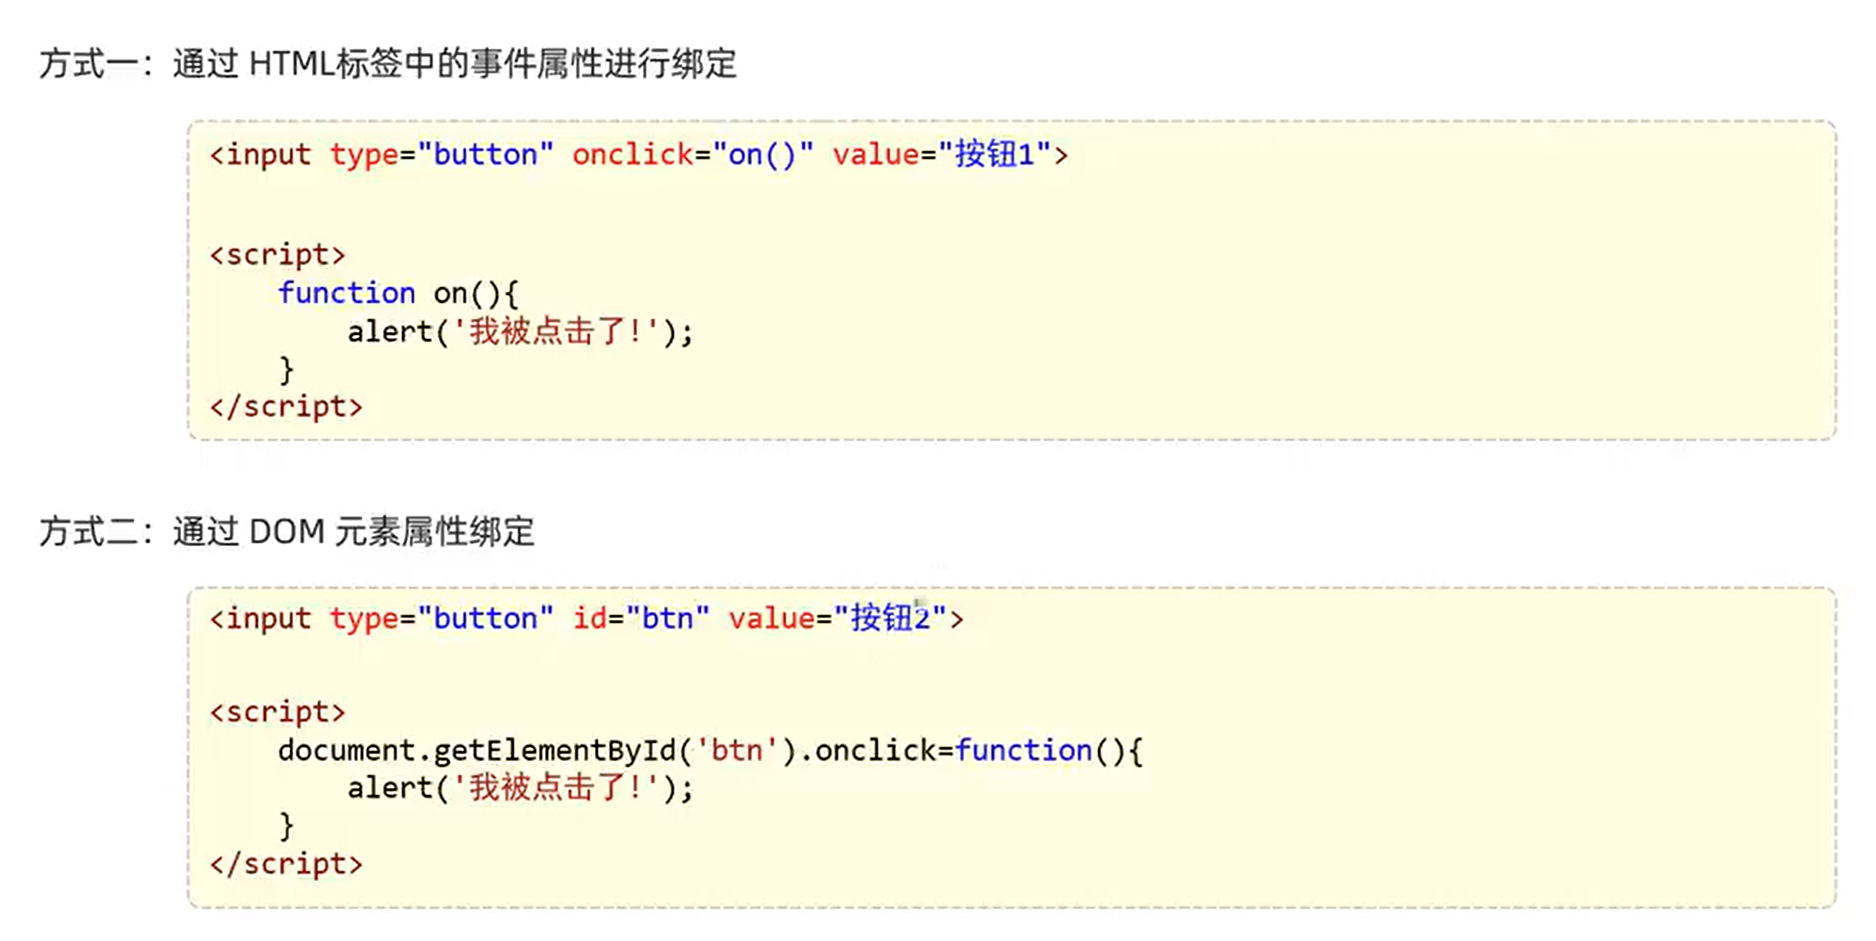 方式一：通过 HTML标签中的事件属性进行绑定
<input type="button" onclick="on()" value="按钮1">
<script>
    function on(){
        alert('我被点击了!');
    }
</script>
方式二：通过 DOM 元素属性绑定
<input type="button" id="btn" value="按钮2">
<script>
    document.getElementById('btn').onclick=function(){
        alert('我被点击了!');
    }
</script>